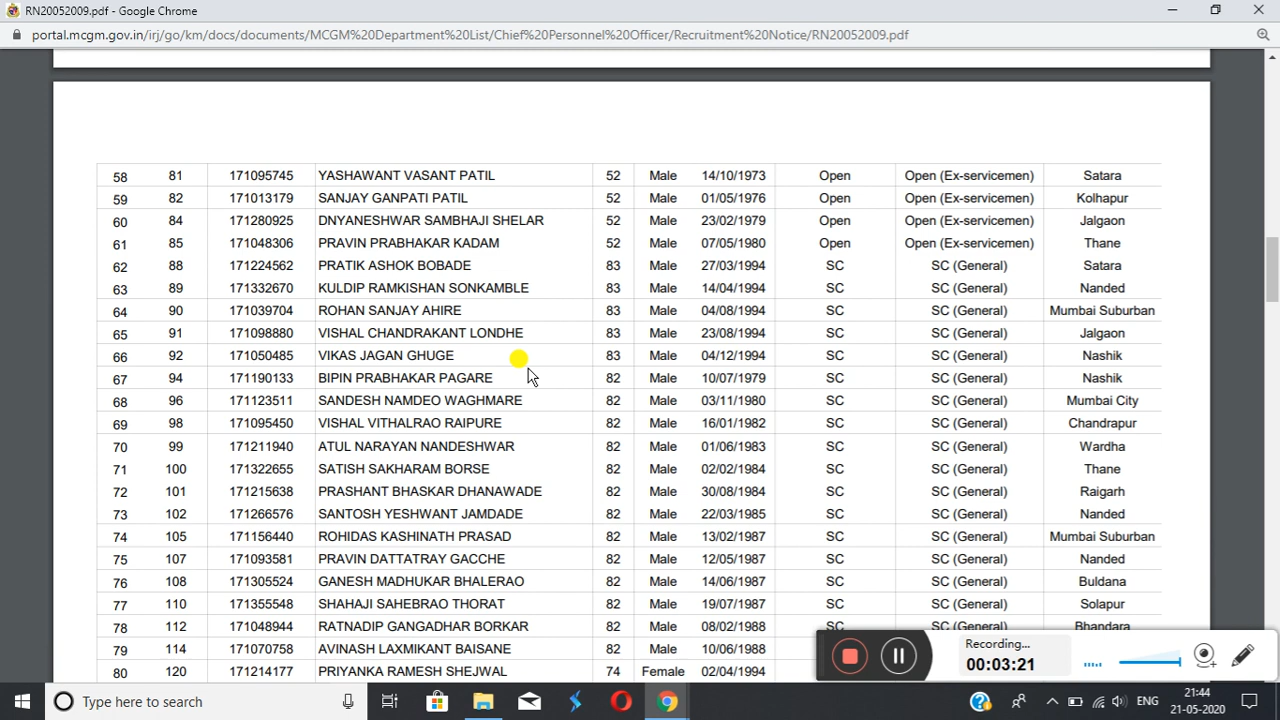 RN20052009.pdf - Google Chrome
portal.mcgm.gov.in/irj/go/km/docs/documents/MCGM%20Department%20List/Chief%20Personnel%20Officer/Recruitment%20Notice/RN20052009.pdf
58 81 171095745 YASHAWANT VASANT PATIL 52 Male 14/10/1973 Open Open (Ex-servicemen) Satara
59 82 171013179 SANJAY GANPATI PATIL 52 Male 01/05/1976 Open Open (Ex-servicemen) Kolhapur
60 84 171280925 DNYANESHWAR SAMBHAJI SHELAR 52 Male 23/02/1979 Open Open (Ex-servicemen) Jalgaon
61 85 171048306 PRAVIN PRABHAKAR KADAM 52 Male 07/05/1980 Open Open (Ex-servicemen) Thane
62 88 171224562 PRATIK ASHOK BOBADE 83 Male 27/03/1994 SC SC (General) Satara
63 89 171332670 KULDIP RAMKISHAN SONKAMBLE 83 Male 14/04/1994 SC SC (General) Nanded
64 90 171039704 ROHAN SANJAY AHIRE 83 Male 04/08/1994 SC SC (General) Mumbai Suburban
65 91 171098880 VISHAL CHANDRAKANT LONDHE 83 Male 23/08/1994 SC SC (General) Jalgaon
66 92 171050485 VIKAS JAGAN GHUGE 83 Male 04/12/1994 SC SC (General) Nashik
67 94 171190133 BIPIN PRABHAKAR PAGARE 82 Male 10/07/1979 SC SC (General) Nashik
68 96 171123511 SANDESH NAMDEO WAGHMARE 82 Male 03/11/1980 SC SC (General) Mumbai City
69 98 171095450 VISHAL VITHALRAO RAIPURE 82 Male 16/01/1982 SC SC (General) Chandrapur
70 99 171211940 ATUL NARAYAN NANDESHWAR 82 Male 01/06/1983 SC SC (General) Wardha
71 100 171322655 SATISH SAKHARAM BORSE 82 Male 02/02/1984 SC SC (General) Thane
72 101 171215638 PRASHANT BHASKAR DHANAWADE 82 Male 30/08/1984 SC SC (General) Raigarh
73 102 171266576 SANTOSH YESHWANT JAMDADE 82 Male 22/03/1985 SC SC (General) Nanded
74 105 171156440 ROHIDAS KASHINATH PRASAD 82 Male 13/02/1987 SC SC (General) Mumbai Suburban
75 107 171093581 PRAVIN DATTATRAY GACCHE 82 Male 12/05/1987 SC SC (General) Nanded
76 108 171305524 GANESH MADHUKAR BHALERAO 82 Male 14/06/1987 SC SC (General) Buldana
77 110 171355548 SHAHAJI SAHEBRAO THORAT 82 Male 19/07/1987 SC SC (General) Solapur
78 112 171048944 RATNADIP GANGADHAR BORKAR 82 Male 08/02/1988 SC SC (General) Bhandara
79 114 171070758 AVINASH LAXMIKANT BAISANE 82 Male 10/06/1988
80 120 171214177 PRIYANKA RAMESH SHEJWAL 74 Female 02/04/1994
Recording...
00:03:21
Type here to search
ENG
21:44
21-05-2020